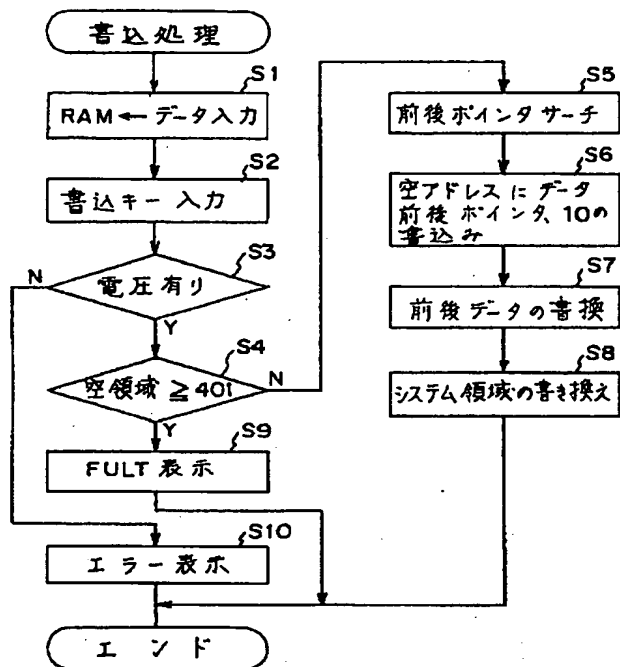 書込処理
S1
RAM←データ入力
S2
書込キー入力
S3
電圧有り
N
Y
S4
空領域≧401
N
Y
S9
FULT表示
S10
エラー表示
エンド
S5
前後ポインタサーチ
S6
空アドレスにデータ
前後ポインタ、10の
書込み
S7
前後データの書換
S8
システム領域の書き換え